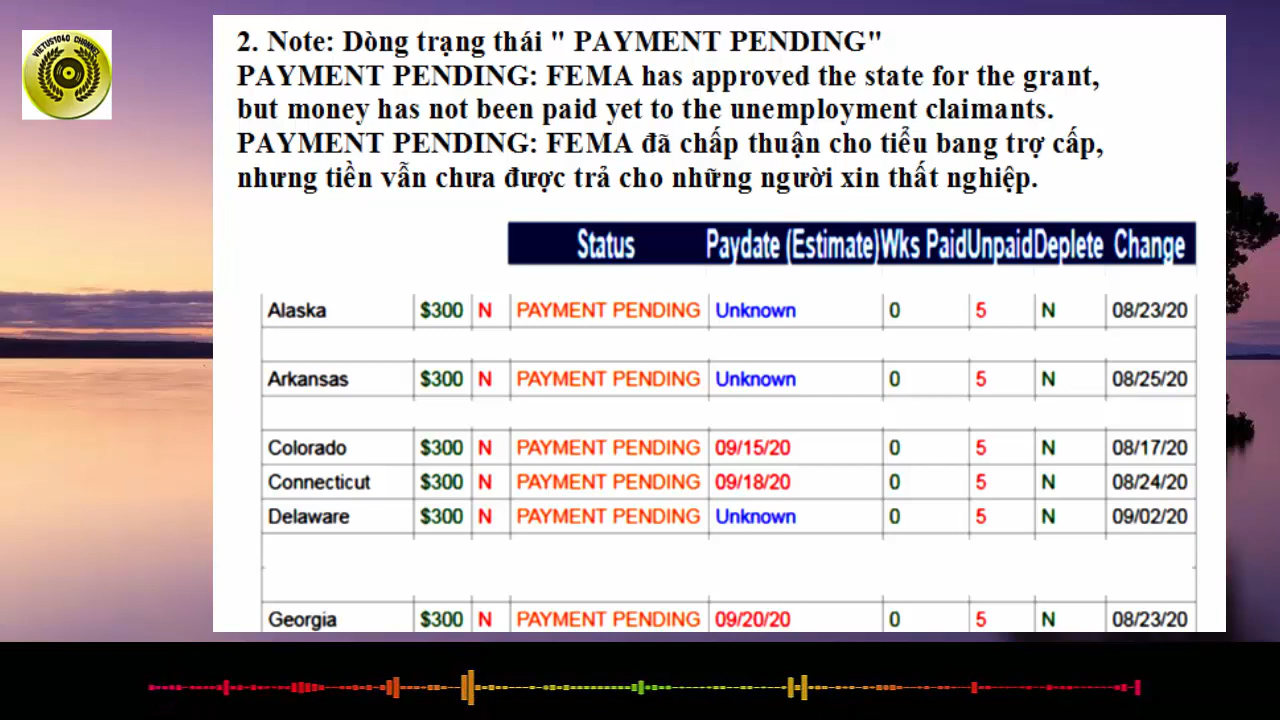 VIETUS1040 CHANNEL
2. Note: Dòng trạng thái " PAYMENT PENDING"
PAYMENT PENDING: FEMA has approved the state for the grant,
but money has not been paid yet to the unemployment claimants.
PAYMENT PENDING: FEMA đã chấp thuận cho tiểu bang trợ cấp,
nhưng tiền vẫn chưa được trả cho những người xin thất nghiệp.
Status Paydate (Estimate) Wks Paid Unpaid Deplete Change
Alaska $300 N PAYMENT PENDING Unknown 0 5 N 08/23/20
Arkansas $300 N PAYMENT PENDING Unknown 0 5 N 08/25/20
Colorado $300 N PAYMENT PENDING 09/15/20 0 5 N 08/17/20
Connecticut $300 N PAYMENT PENDING 09/18/20 0 5 N 08/24/20
Delaware $300 N PAYMENT PENDING Unknown 0 5 N 09/02/20
Georgia $300 N PAYMENT PENDING 09/20/20 0 5 N 08/23/20